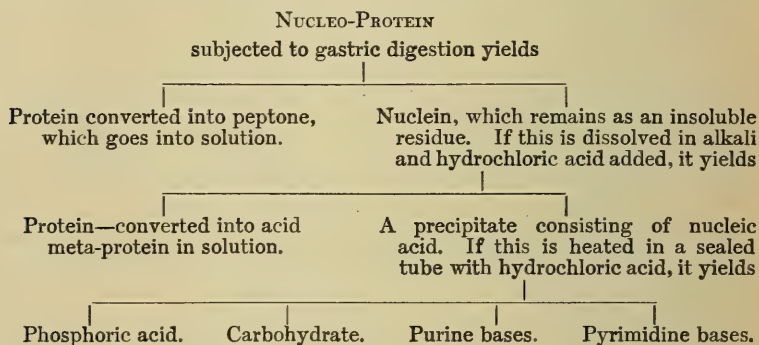 NUCLEO-PROTEIN
subjected to gastric digestion yields
Protein converted into peptone,
which goes into solution.
Nuclein, which remains as an insoluble
residue. If this is dissolved in alkali
and hydrochloric acid added, it yields
Protein—converted into acid
meta-protein in solution.
A precipitate consisting of nucleic
acid. If this is heated in a sealed
tube with hydrochloric acid, it yields
Phosphoric acid. Carbohydrate. Purine bases. Pyrimidine bases.